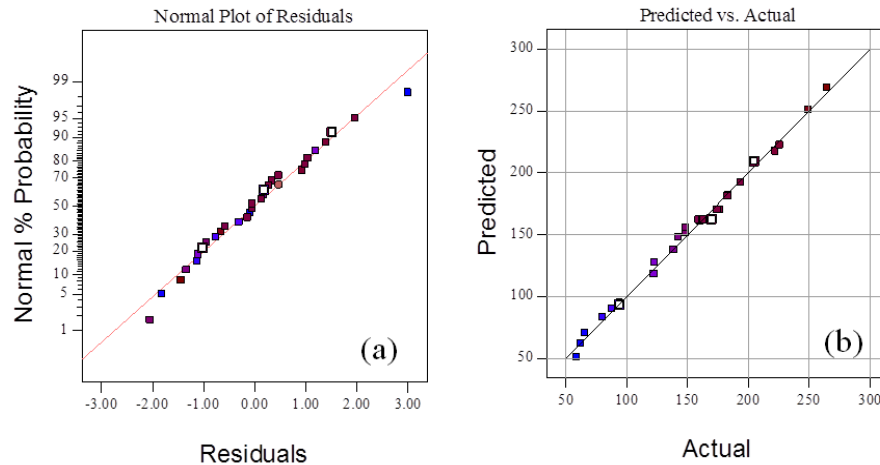 Normal Plot of Residuals
Normal % Probability
99
95
90
80
70
50
30
20
10
5
1
(a)
-3.00 -2.00 -1.00 0.00 1.00 2.00 3.00
Residuals
Predicted vs. Actual
Predicted
300
250
200
150
100
50
(b)
50 100 150 200 250 300
Actual